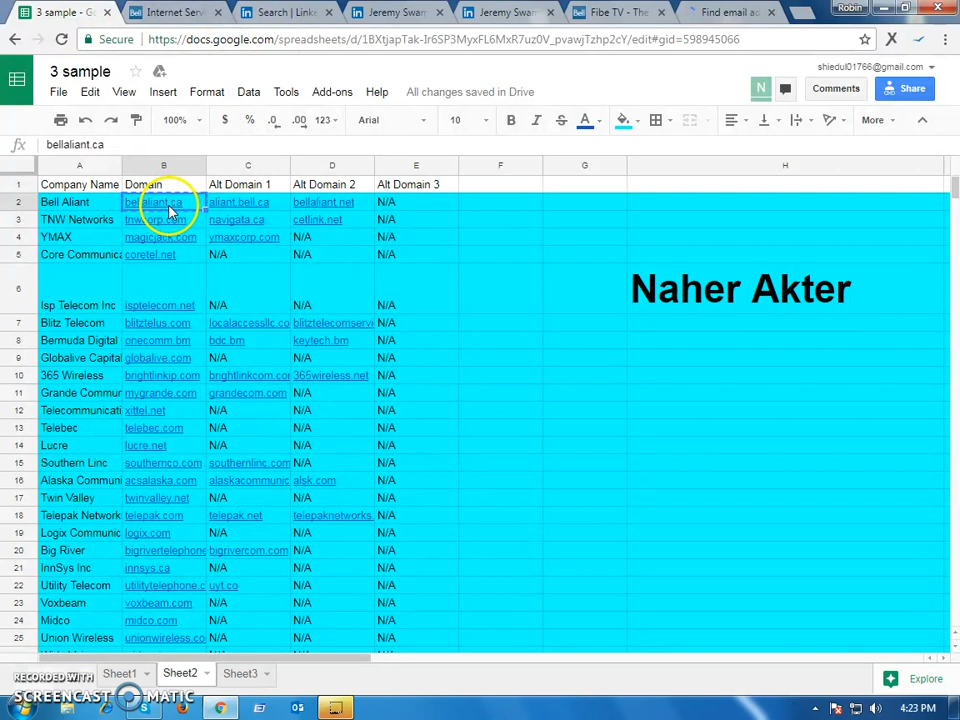 3 sample - G
Internet Serv
Search | Linke
Jeremy Swam
Jeremy Swam
Fibe TV - The
Find email ad
Robin
Secure
https://docs.google.com/spreadsheets/d/1BXtjapTak-Ir6SP3MyxFL6MxR7uz0V_pvawjTzhp2cY/edit#gid=598945066
3 sample
shiedul01766@gmail.com
File Edit View Insert Format Data Tools Add-ons Help All changes saved in Drive
N
Comments
Share
100% $ % .0 .00 123 Arial 10 B I S A More
fx bellaliant.ca
A B C D E F G H
1 Company Name Domain Alt Domain 1 Alt Domain 2 Alt Domain 3
2 Bell Aliant bellaliant.ca aliant.bell.ca bellaliant.net N/A
3 TNW Networks tnwcorp.com navigata.ca cetlink.net N/A
4 YMAX magicjack.com ymaxcorp.com N/A N/A
5 Core Communica coretel.net N/A N/A N/A
6 Isp Telecom Inc isptelecom.net N/A N/A N/A
Naher Akter
7 Blitz Telecom blitztelus.com localaccessllc.co blitztelecomservi N/A
8 Bermuda Digital onecomm.bm bdc.bm keytech.bm N/A
9 Globalive Capital globalive.com N/A N/A N/A
10 365 Wireless brightlinkip.com brightlinkcom.co 365wireless.net N/A
11 Grande Commun mygrande.com grandecom.com N/A N/A
12 Telecommunicati xittel.net N/A N/A N/A
13 Telebec telebec.com N/A N/A N/A
14 Lucre lucre.net N/A N/A N/A
15 Southern Linc southernco.com southernlinc.com N/A N/A
16 Alaska Communi acsalaska.com alaskacommunic alsk.com N/A
17 Twin Valley twinvalley.net N/A N/A N/A
18 Telepak Network telepak.com telepak.net telepaknetworks. N/A
19 Logix Communic logix.com N/A N/A N/A
20 Big River bigrivertelephone bigrivercom.com N/A N/A
21 InnSys Inc innsys.ca N/A N/A N/A
22 Utility Telecom utilitytelephone.c uyt.co N/A N/A
23 Voxbeam voxbeam.com N/A N/A N/A
24 Midco midco.com N/A N/A N/A
25 Union Wireless unionwireless.co N/A N/A N/A
Sheet1 Sheet2 Sheet3
Explore
RECORDED WITH
SCREENCAST MATIC
4:23 PM